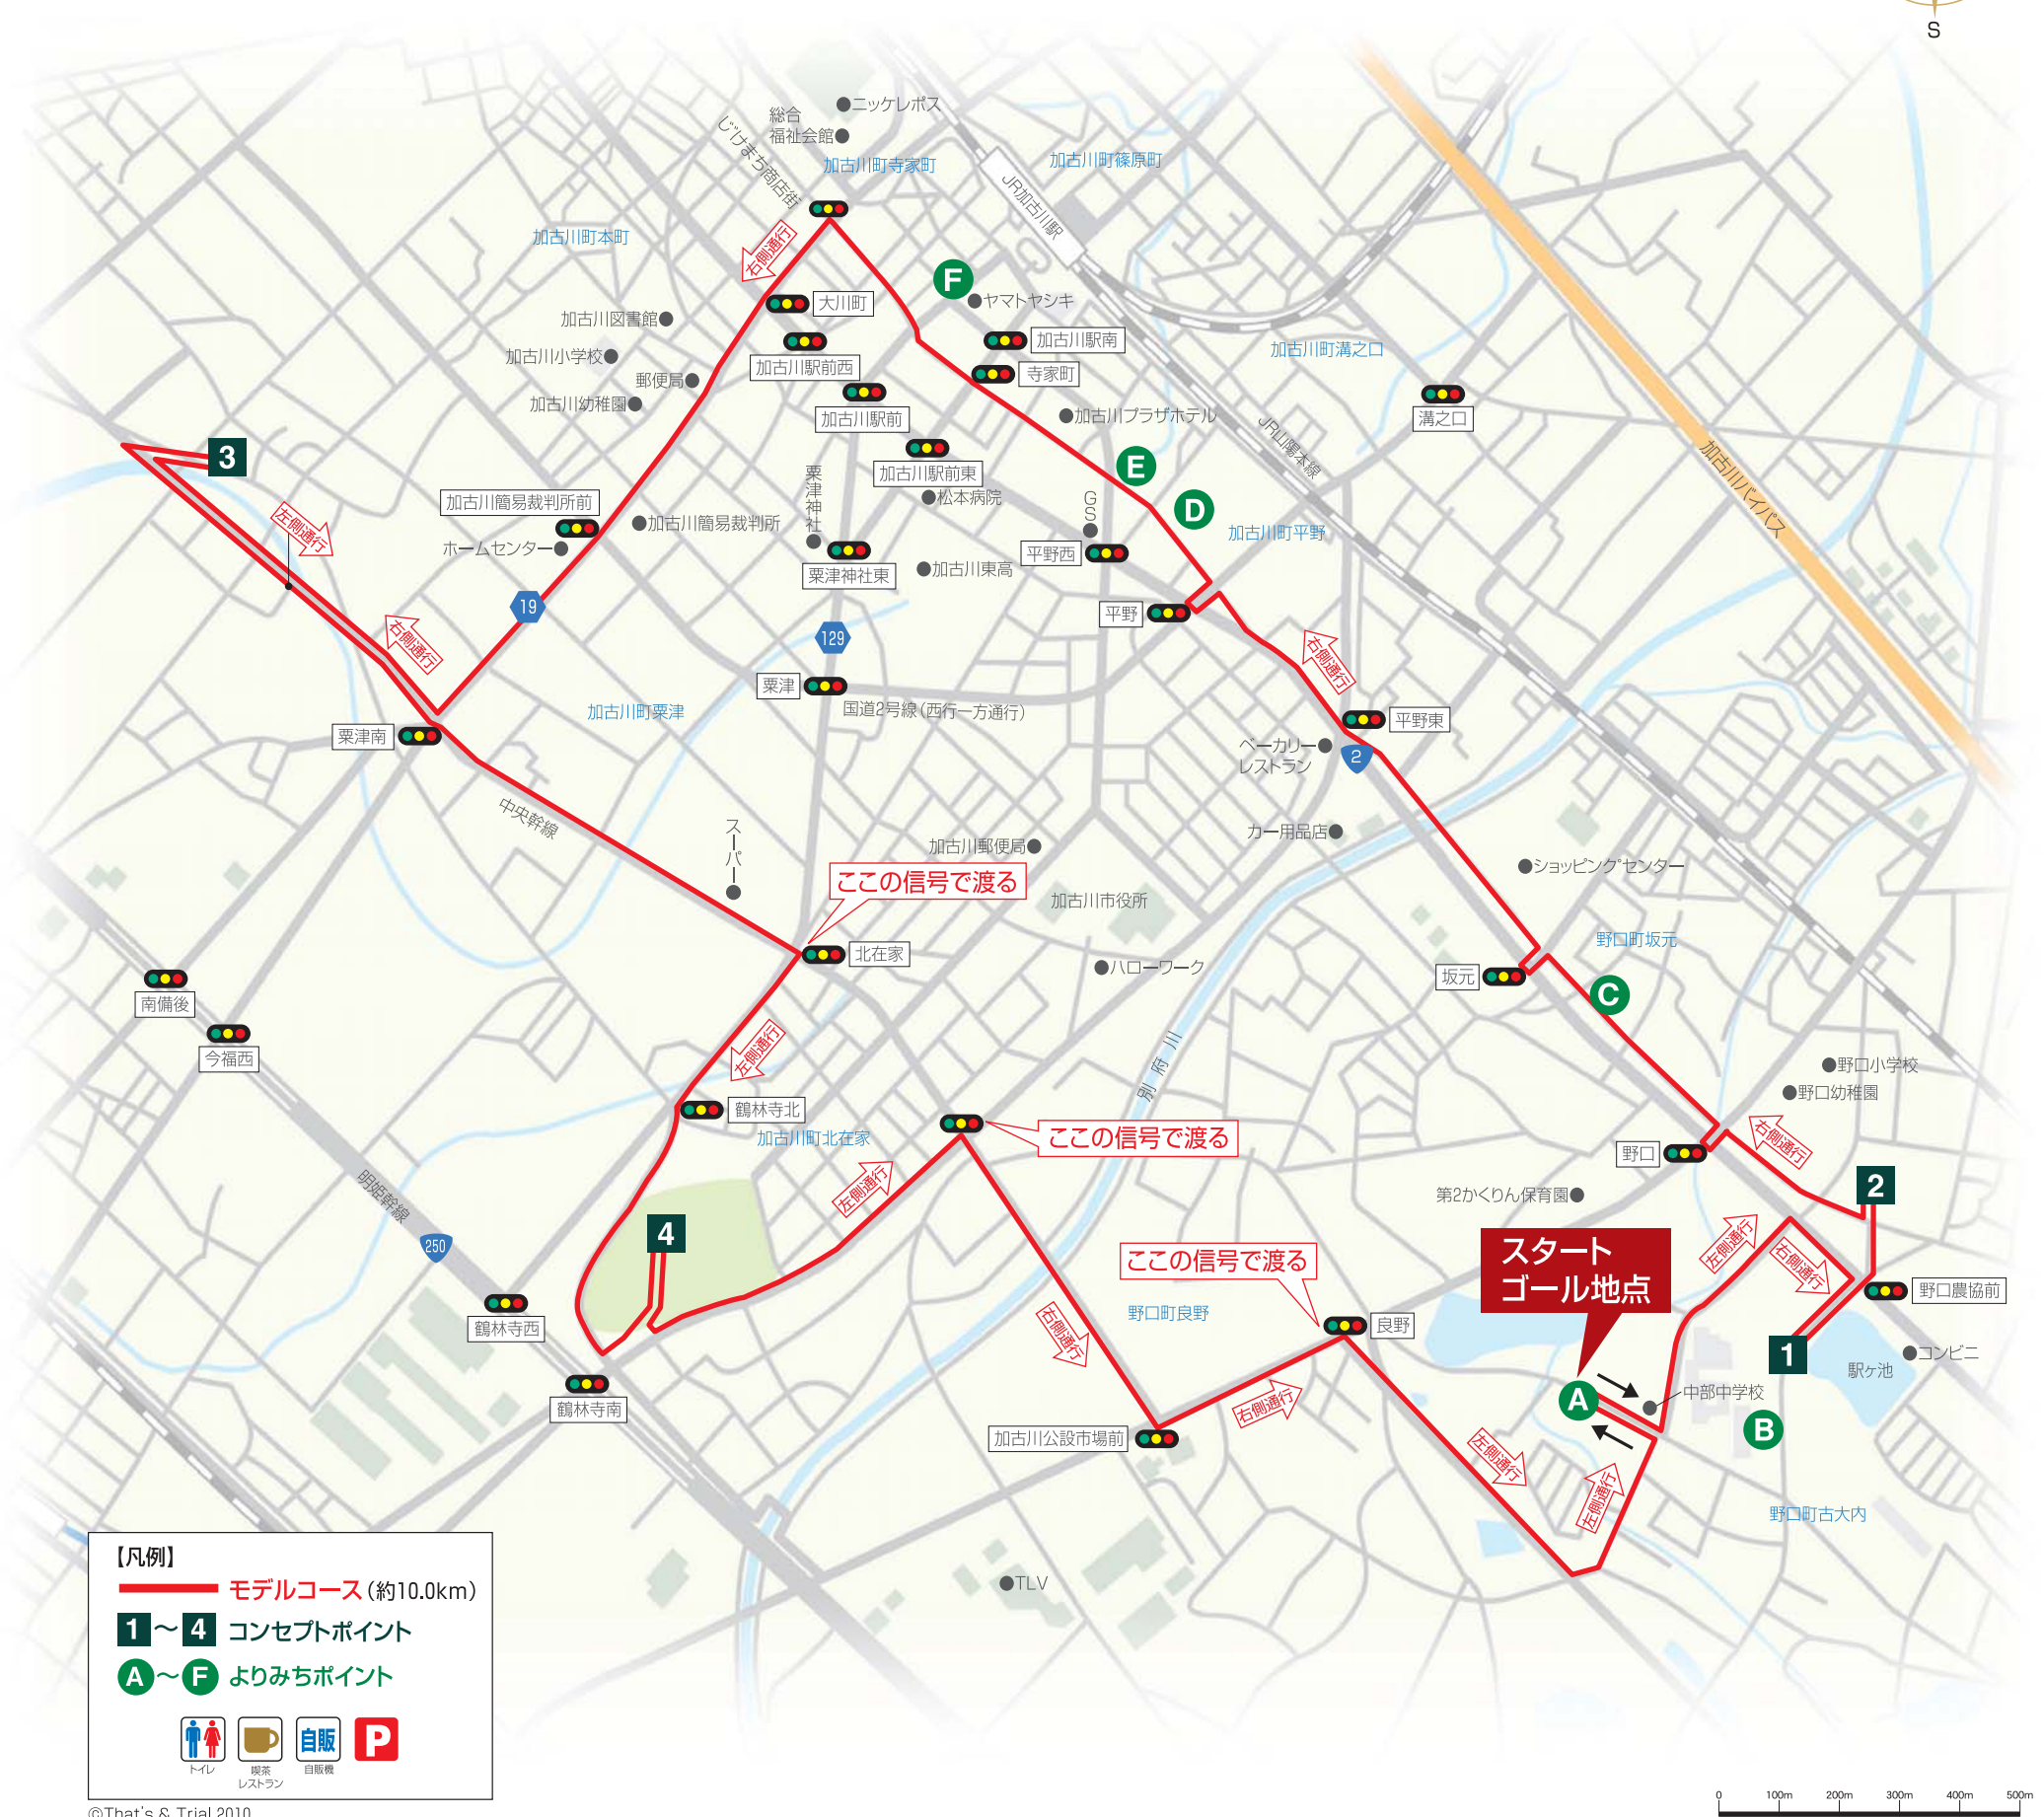 S
ニッケレポス
総合
福祉会館
じけまち商店街
加古川町寺家町
加古川町篠原町
JR加古川駅
加古川町本町
右側通行
F
ヤマトヤシキ
大川町
加古川図書館
加古川駅南
加古川町溝之口
加古川小学校
加古川駅前西
寺家町
郵便局
加古川幼稚園
加古川駅前
加古川プラザホテル
溝之口
JR山陽本線
加古川バイパス
3
加古川駅前東
E
粟津神社
松本病院
GS
D
加古川簡易裁判所前
左側通行
加古川簡易裁判所
加古川町平野
ホームセンター
平野西
粟津神社東
加古川東高
19
平野
129
右側通行
右側通行
粟津
国道2号線(西行一方通行)
加古川町粟津
平野東
粟津南
ベーカリー
レストラン
2
中央幹線
スーパー
カー用品店
加古川郵便局
ショッピングセンター
ここの信号で渡る
加古川市役所
野口町坂元
北在家
ハローワーク
坂元
南備後
C
今福西
左側通行
別府川
野口小学校
野口幼稚園
鶴林寺北
加古川町北在家
ここの信号で渡る
右側通行
野口
明姫幹線
左側通行
第2かくりん保育園
2
4
250
左側通行
右側通行
スタート
ゴール地点
ここの信号で渡る
野口農協前
鶴林寺西
右側通行
野口町良野
良野
1
コンビニ
駅ヶ池
鶴林寺南
右側通行
A
中部中学校
B
加古川公設市場前
左側通行
左側通行
野口町古大内
TLV
【凡例】
モデルコース(約10.0km)
1～4 コンセプトポイント
A～F よりみちポイント
自販
P
トイレ
喫茶
レストラン
自販機
©That's & Trial 2010
0 100m 200m 300m 400m 500m